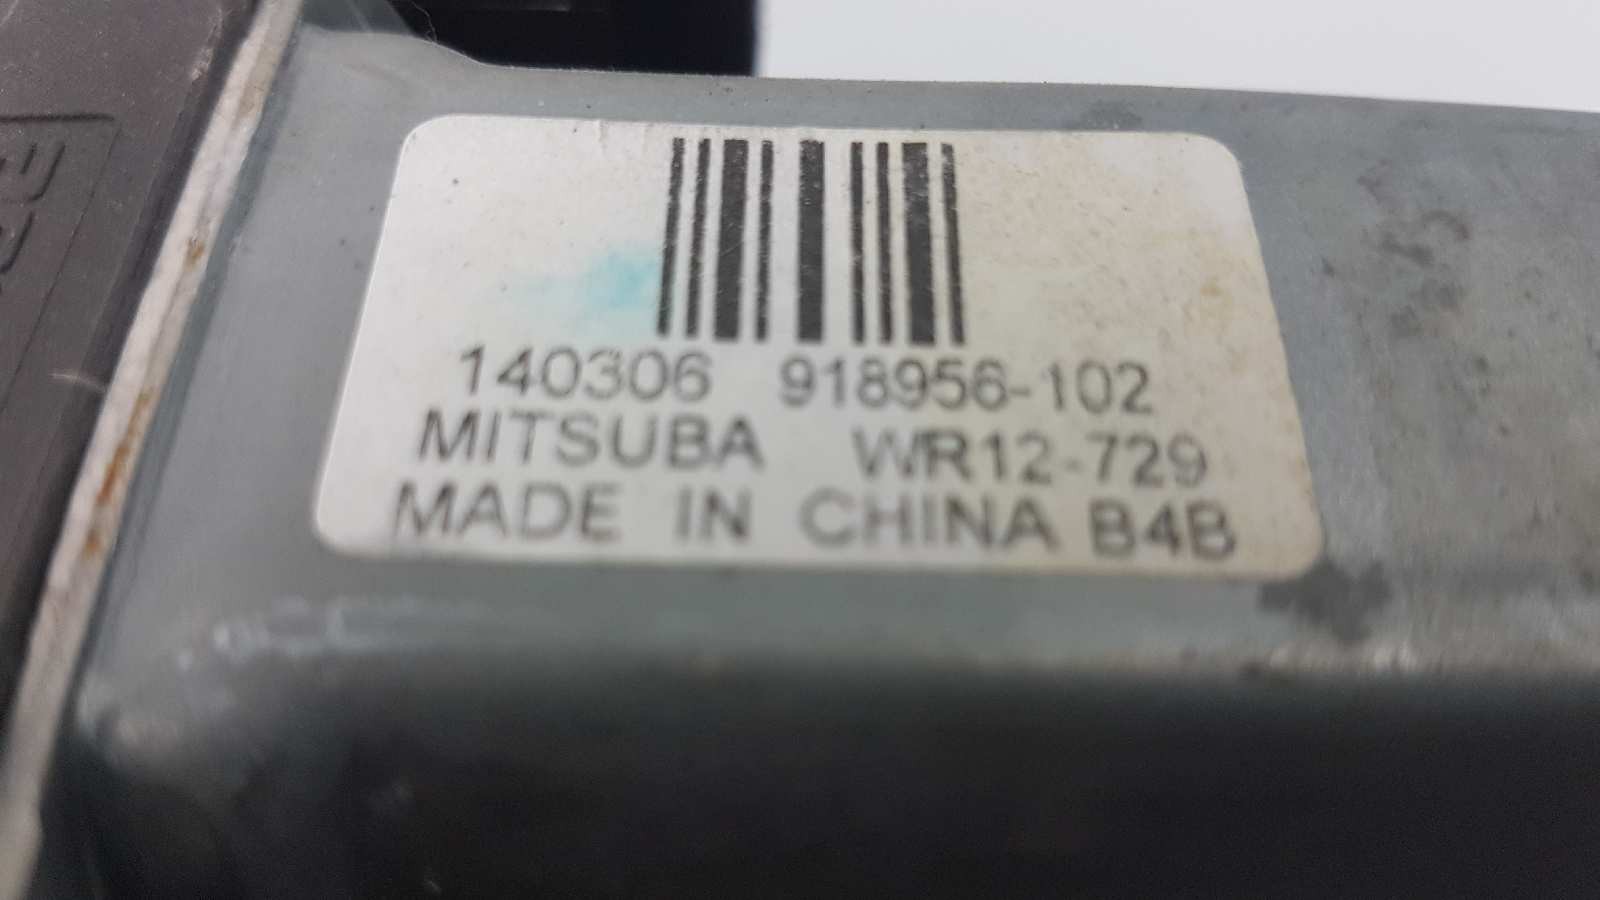 140306 918956-102
MITSUBA WR12-729
MADE IN CHINA B4B